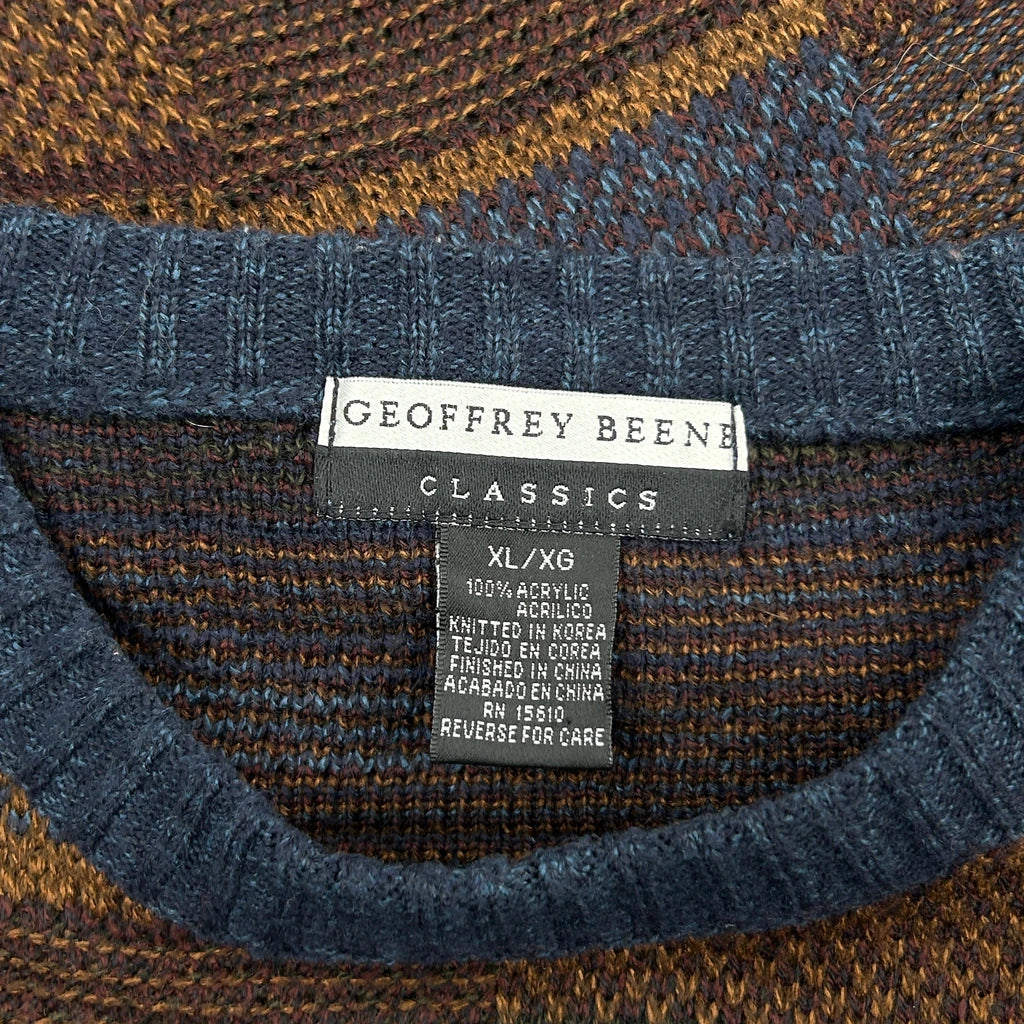 GEOFFREY BEENE
CLASSICS
XL/XG
100% ACRYLIC
ACRILICO
KNITTED IN KOREA
TEJIDO EN COREA
FINISHED IN CHINA
ACABADO EN CHINA
RN 15610
REVERSE FOR CARE